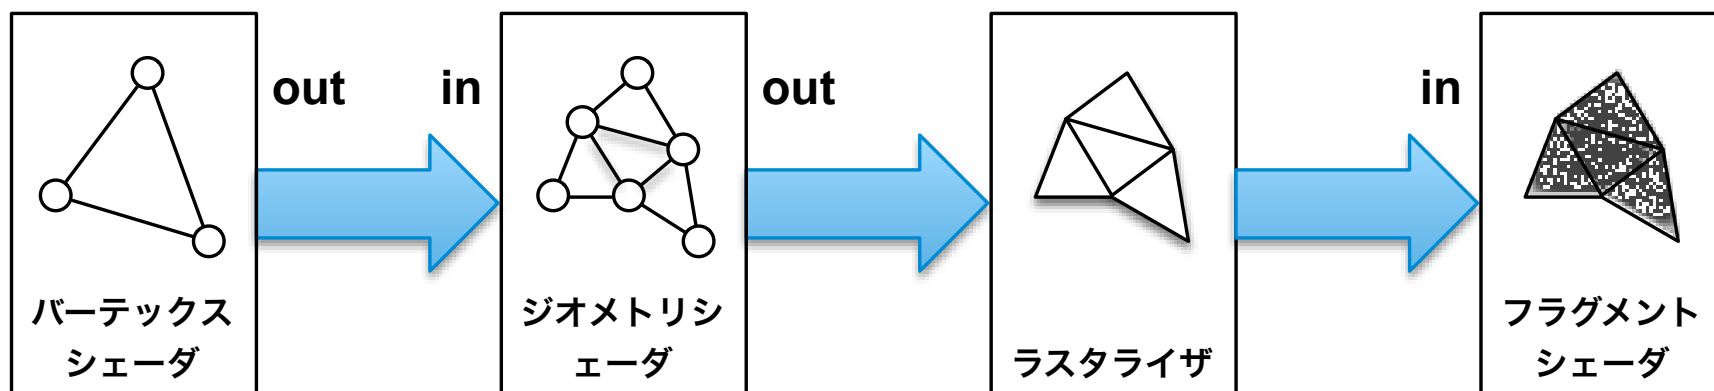 out
in
out
in
バーテックス
シェーダ
ジオメトリシ
ェーダ
ラスタライザ
フラグメント
シェーダ